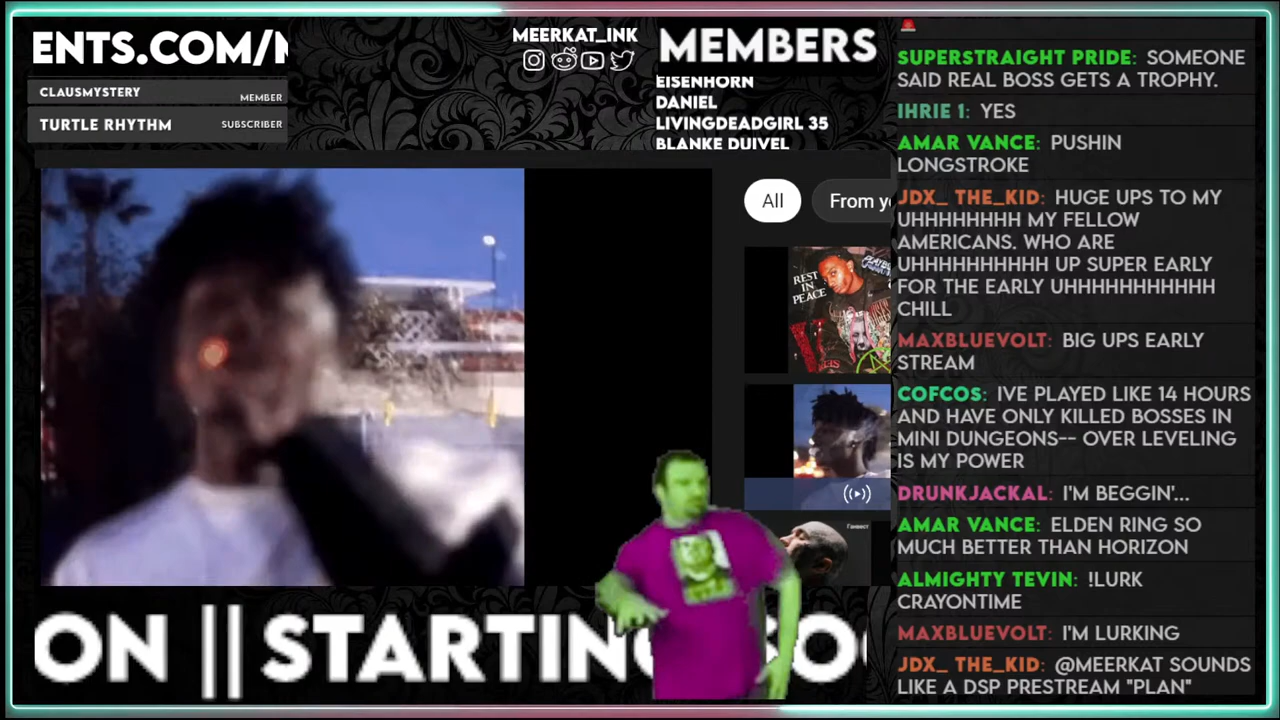 ENTS.COM/
CLAUSMYSTERY
MEMBER
TURTLE RHYTHM
SUBSCRIBER
MEERKAT_INK
MEMBERS
EISENHORN
DANIEL
LIVINGDEADGIRL 35
BLANKE DUIVEL
All
From
REST
IN
PEACE
ON || STARTING
SUPERSTRAIGHT PRIDE: SOMEONE
SAID REAL BOSS GETS A TROPHY.
IHRIE 1: YES
AMAR VANCE: PUSHIN
LONGSTROKE
JDX_ THE_KID: HUGE UPS TO MY
UHHHHHHHH MY FELLOW
AMERICANS. WHO ARE
UHHHHHHHHHH UP SUPER EARLY
FOR THE EARLY UHHHHHHHHHHH
CHILL
MAXBLUEVOLT: BIG UPS EARLY
STREAM
COFCOS: IVE PLAYED LIKE 14 HOURS
AND HAVE ONLY KILLED BOSSES IN
MINI DUNGEONS-- OVER LEVELING
IS MY POWER
DRUNKJACKAL: I'M BEGGIN'...
AMAR VANCE: ELDEN RING SO
MUCH BETTER THAN HORIZON
ALMIGHTY TEVIN: !LURK
CRAYONTIME
MAXBLUEVOLT: I'M LURKING
JDX_ THE_KID: @MEERKAT SOUNDS
LIKE A DSP PRESTREAM "PLAN"